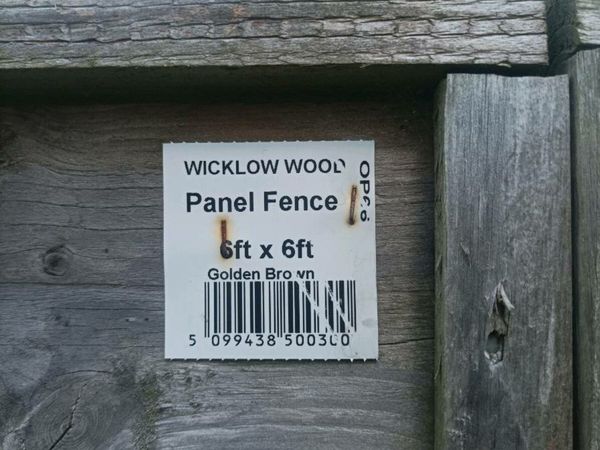 WICKLOW WOOD
Panel Fence
6ft x 6ft
Golden Brown
5 099438 500300